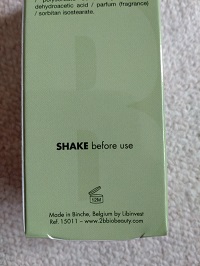 dehydroacetic acid / parfum (fragrance)
/ sorbitan isostearate.
SHAKE before use
12M
Made in Binche, Belgium by Libinvest
Ref. 15011 – www.2bbiobeauty.com